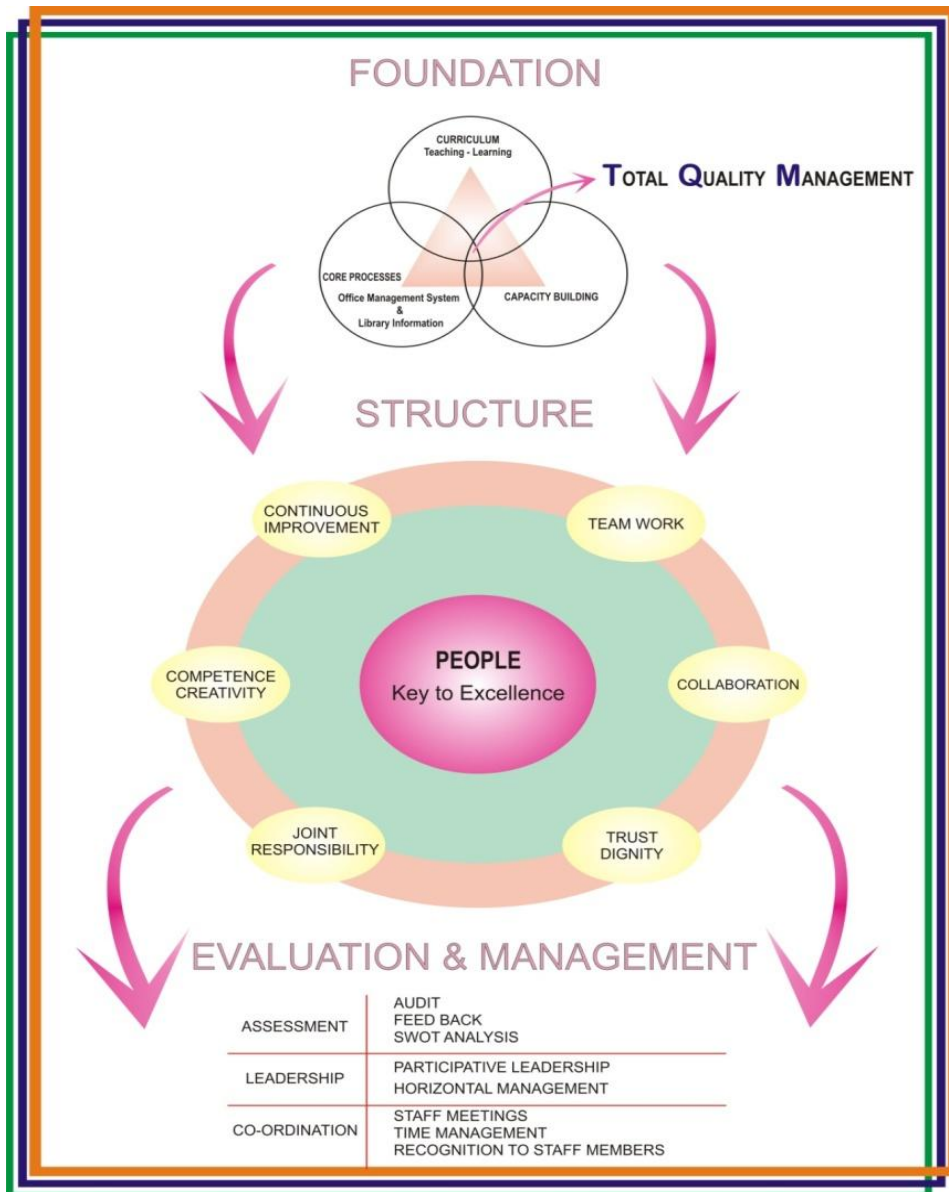 FOUNDATION
CURRICULUM
Teaching - Learning
TOTAL QUALITY MANAGEMENT
CORE PROCESSES
Office Management System
&
Library Information
CAPACITY BUILDING
STRUCTURE
CONTINUOUS
IMPROVEMENT
TEAM WORK
PEOPLE
Key to Excellence
COMPETENCE
CREATIVITY
COLLABORATION
JOINT
RESPONSIBILITY
TRUST
DIGNITY
EVALUATION & MANAGEMENT
ASSESSMENT
AUDIT
FEED BACK
SWOT ANALYSIS
LEADERSHIP
PARTICIPATIVE LEADERSHIP
HORIZONTAL MANAGEMENT
CO-ORDINATION
STAFF MEETINGS
TIME MANAGEMENT
RECOGNITION TO STAFF MEMBERS